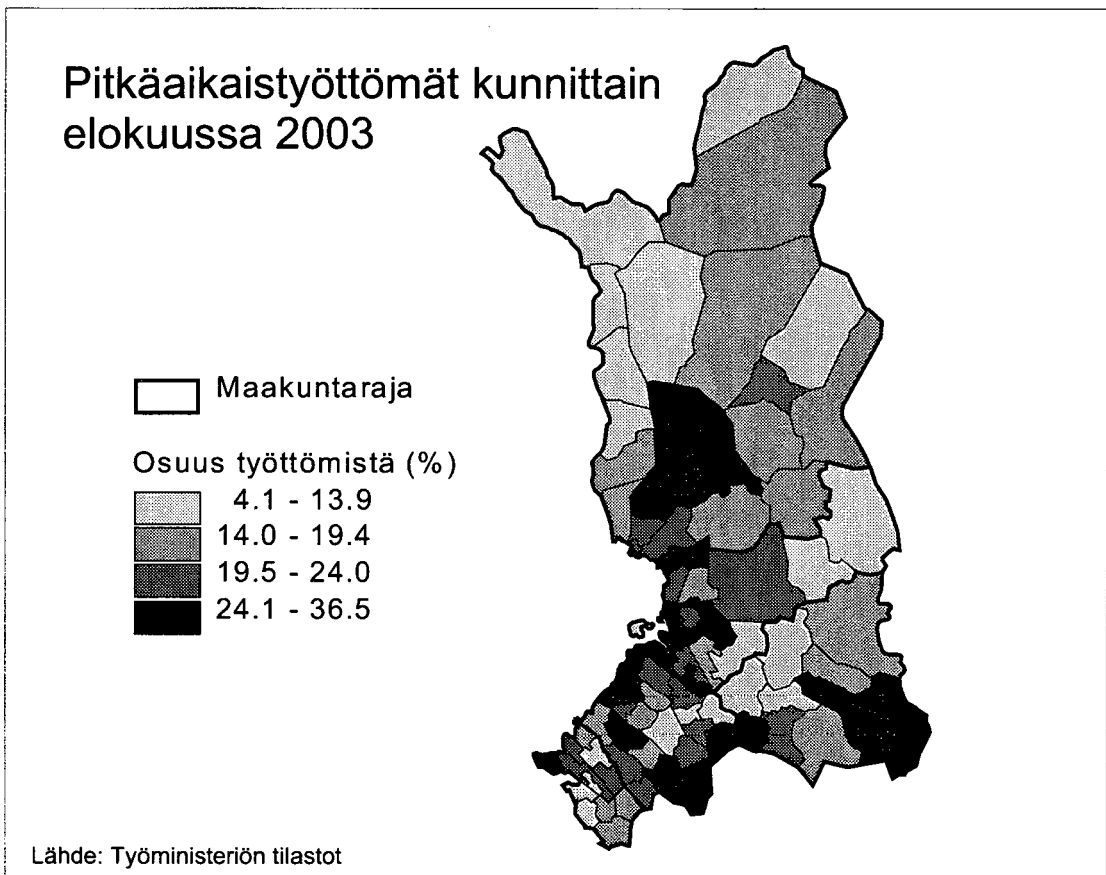 Pitkäaikaistyöttömät kunnittain
elokuussa 2003
Maakuntaraja
Osuus työttömistä (%)
4.1 - 13.9
14.0 - 19.4
19.5 - 24.0
24.1 - 36.5
Lähde: Työministeriön tilastot